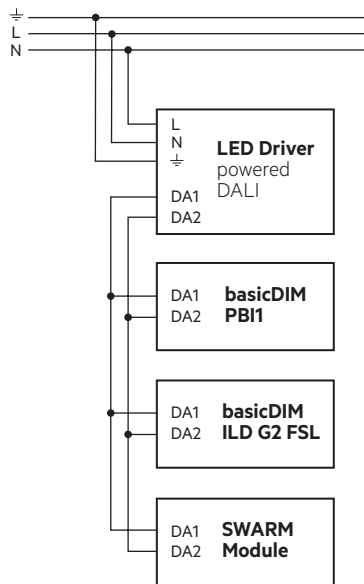 ⏚
L
N
L
N
⏚
LED Driver
powered
DALI
DA1
DA2
DA1 basicDIM
DA2 PBI1
DA1 basicDIM
DA2 ILD G2 FSL
DA1 SWARM
DA2 Module